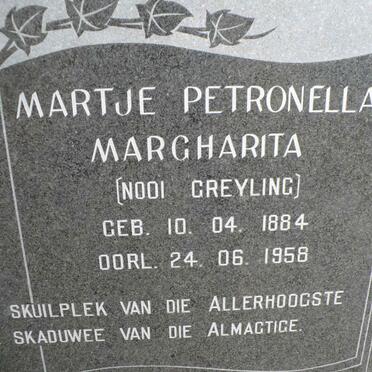 MARTJE PETRONELLA
MARGHARITA
(NOOI GREYLING)
GEB. 10. 04. 1884
OORL. 24. 06. 1958
SKUILPLEK VAN DIE ALLERHOOGSTE
SKADUWEE VAN DIE ALMAGTIGE.